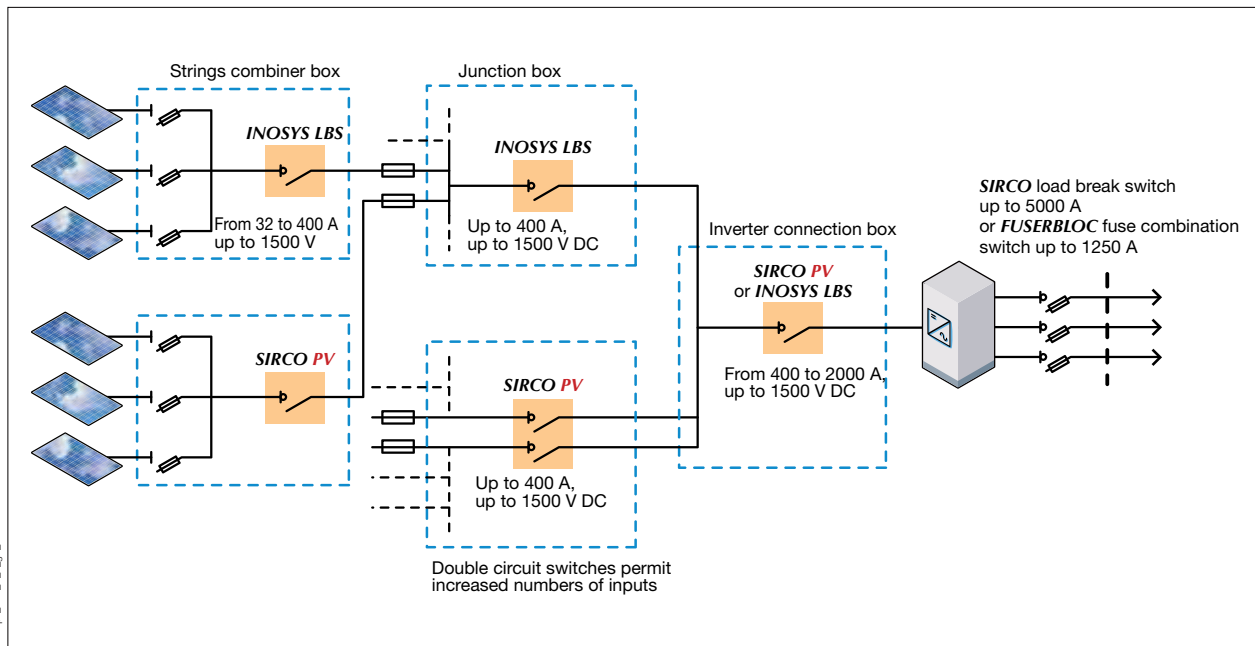 Strings combiner box
INOSYS LBS
From 32 to 400 A
up to 1500 V
SIRCO PV
Junction box
INOSYS LBS
Up to 400 A,
up to 1500 V DC
SIRCO PV
Up to 400 A,
up to 1500 V DC
Double circuit switches permit
increased numbers of inputs
Inverter connection box
SIRCO PV
or INOSYS LBS
From 400 to 2000 A,
up to 1500 V DC
SIRCO load break switch
up to 5000 A
or FUSERBLOC fuse combination
switch up to 1250 A